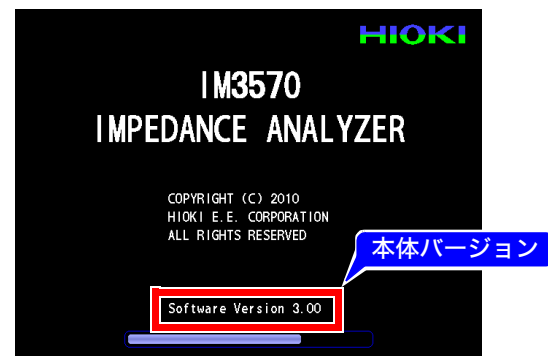 HIOKI
IM3570
IMPEDANCE ANALYZER
COPYRIGHT (C) 2010
HIOKI E.E. CORPORATION
ALL RIGHTS RESERVED
本体バージョン
Software Version 3.00